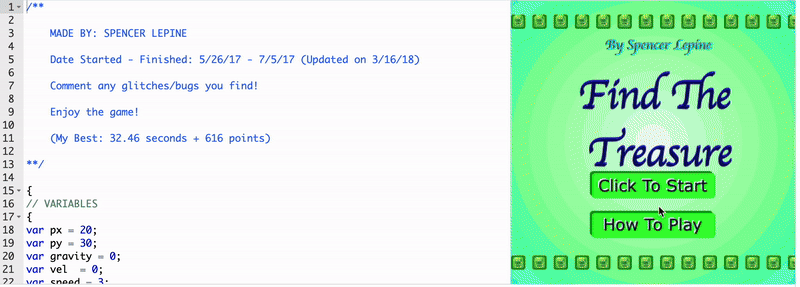 1 /**
2
3 MADE BY: SPENCER LEPINE
4
5 Date Started - Finished: 5/26/17 - 7/5/17 (Updated on 3/16/18)
6
7 Comment any glitches/bugs you find!
8
9 Enjoy the game!
10
11 (My Best: 32.46 seconds + 616 points)
12
13 **/
14
15 {
16 // VARIABLES
17 {
18 var px = 20;
19 var py = 30;
20 var gravity = 0;
21 var vel = 0;
22 var speed = 3;
By Spencer Lepine
Find The
Treasure
Click To Start
How To Play